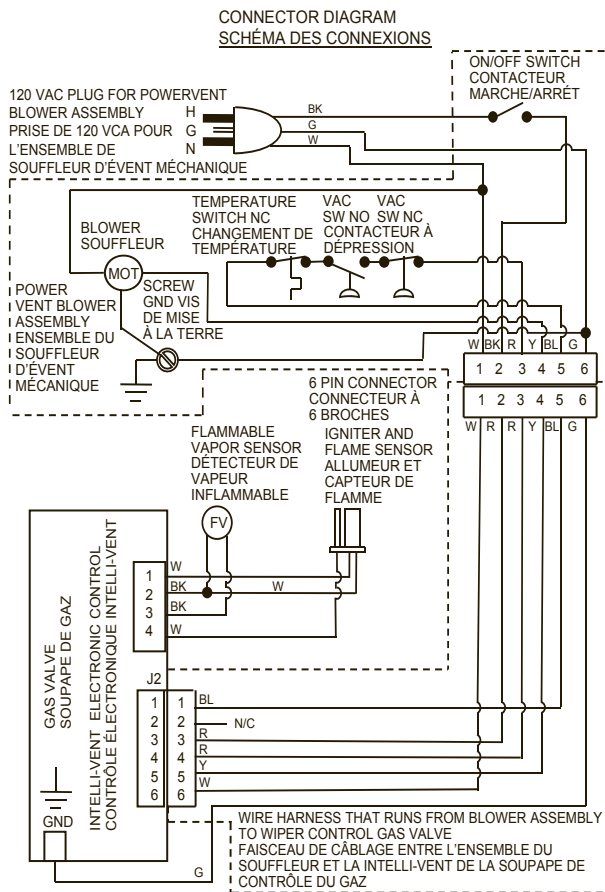 CONNECTOR DIAGRAM
SCHÉMA DES CONNEXIONS
ON/OFF SWITCH
CONTACTEUR
MARCHE/ARRÉT
120 VAC PLUG FOR POWERVENT
BLOWER ASSEMBLY
PRISE DE 120 VCA POUR
L'ENSEMBLE DE
SOUFFLEUR D'ÉVENT MÉCHANIQUE
H
G
N
BK
G
W
TEMPERATURE
SWITCH NC
CHANGEMENT DE
TEMPÉRATURE
VAC VAC
SW NO SW NC
CONTACTEUR À
DÉPRESSION
BLOWER
SOUFFLEUR
MOT
SCREW
GND VIS
DE MISE
À LA TERRE
POWER
VENT BLOWER
ASSEMBLY
ENSEMBLE DU
SOUFFLEUR
D'ÉVENT
MÉCANIQUE
W BK R Y BL G
1 2 3 4 5 6
1 2 3 4 5 6
W R R Y BL G
6 PIN CONNECTOR
CONNECTEUR À
6 BROCHES
FLAMMABLE
VAPOR SENSOR
DÉTECTEUR DE
VAPEUR
INFLAMMABLE
IGNITER AND
FLAME SENSOR
ALLUMEUR ET
CAPTEUR DE
FLAMME
FV
1 W
2 BK W
3 BK
4 W
GAS VALVE
SOUPAPE DE GAZ
INTELLI-VENT ELECTRONIC CONTROL
CONTRÔLE ÉLECTRONIQUE INTELLI-VENT
J2
1 1 BL
2 2 N/C
3 3 R
4 4 R
5 5 Y
6 6 W
GND
G
WIRE HARNESS THAT RUNS FROM BLOWER ASSEMBLY
TO WIPER CONTROL GAS VALVE
FAISCEAU DE CÂBLAGE ENTRE L'ENSEMBLE DU
SOUFFLEUR ET LA INTELLI-VENT DE LA SOUPAPE DE
CONTRÔLE DU GAZ